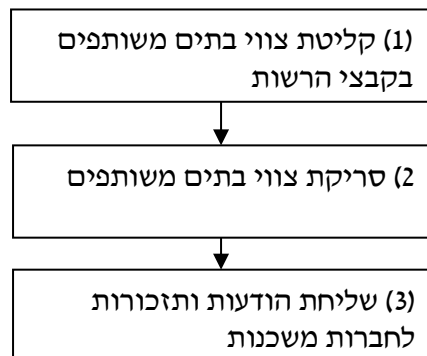 (1) קליטת צווי בתים משותפים
בקבצי הרשות
2) סריקת צווי בתים משותפים
(3) שליחת הודעות ותזכורות
לחברות משכנות